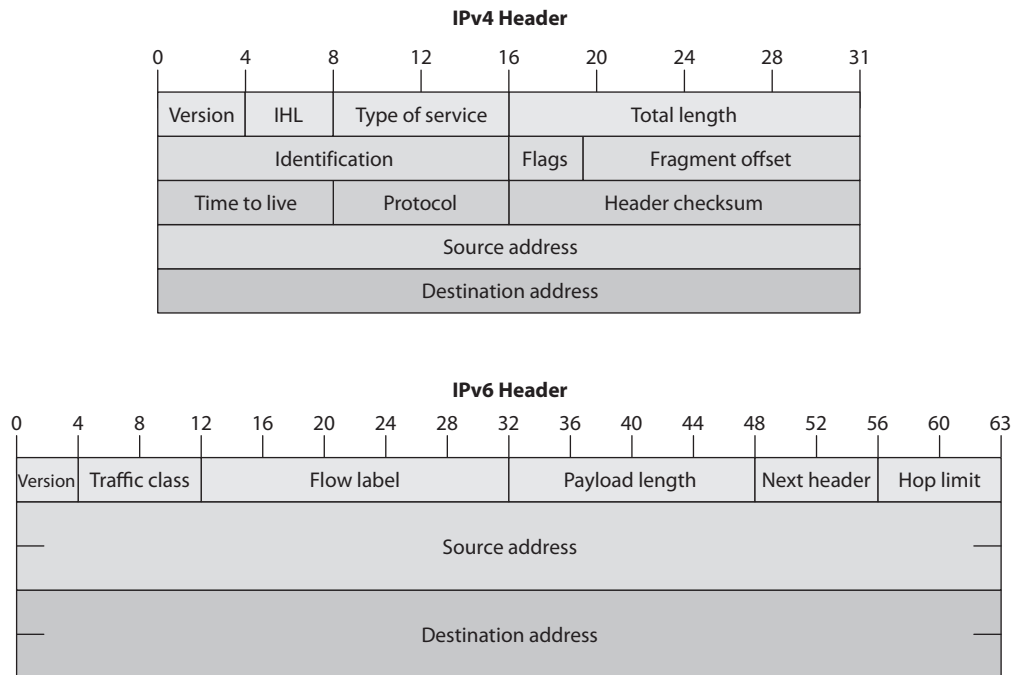 IPv4 Header
0 4 8 12 16 20 24 28 31
Version IHL Type of service Total length
Identification Flags Fragment offset
Time to live Protocol Header checksum
Source address
Destination address
IPv6 Header
0 4 8 12 16 20 24 28 32 36 40 44 48 52 56 60 63
Version Traffic class Flow label Payload length Next header Hop limit
Source address
Destination address